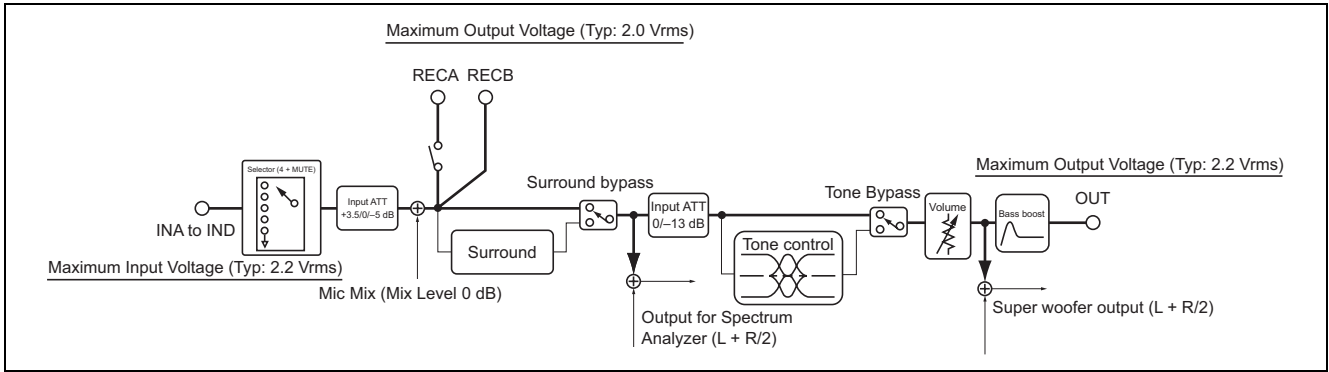 Maximum Output Voltage (Typ: 2.0 Vrms)
RECA RECB
Selector (4 + MUTE)
INA to IND
Maximum Input Voltage (Typ: 2.2 Vrms)
Input ATT
+3.5/0/–5 dB
Mic Mix (Mix Level 0 dB)
Surround
Surround bypass
Input ATT
0/–13 dB
Output for Spectrum
Analyzer (L + R/2)
Tone control
Tone Bypass
Volume
Maximum Output Voltage (Typ: 2.2 Vrms)
Bass boost
OUT
Super woofer output (L + R/2)